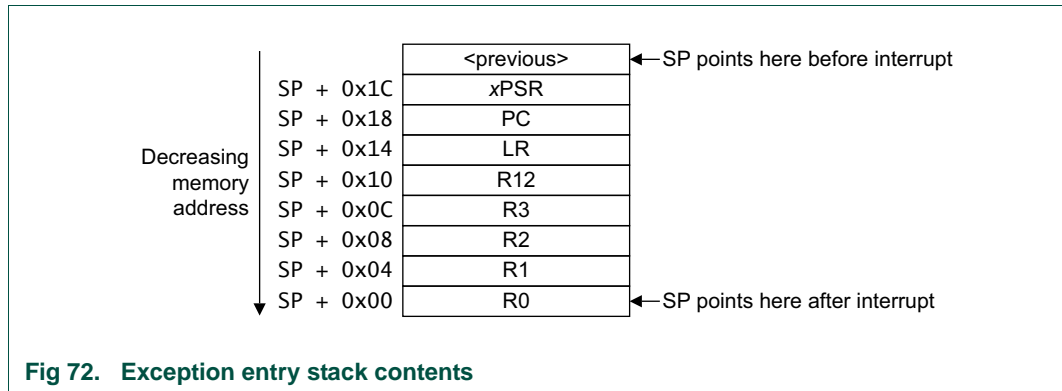 <previous>
SP points here before interrupt
SP + 0x1C xPSR
SP + 0x18 PC
SP + 0x14 LR
SP + 0x10 R12
SP + 0x0C R3
SP + 0x08 R2
SP + 0x04 R1
SP + 0x00 R0
SP points here after interrupt
Decreasing
memory
address
Fig 72. Exception entry stack contents